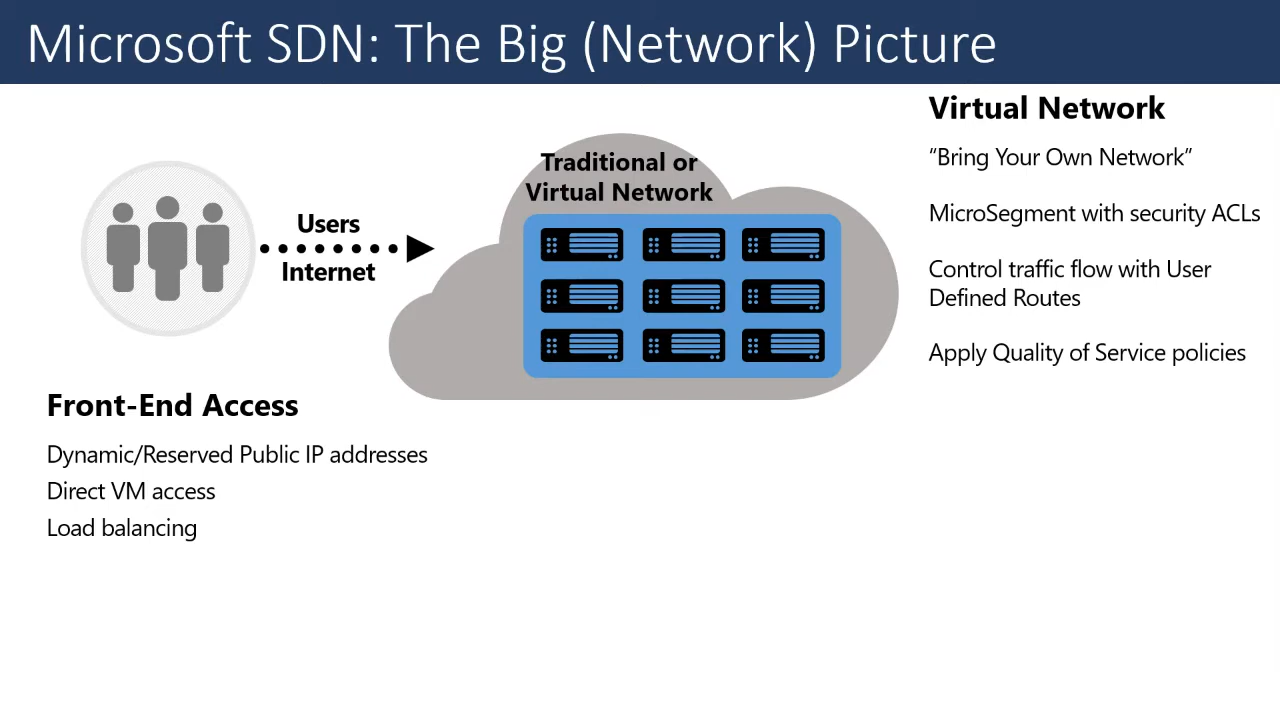 Microsoft SDN: The Big (Network) Picture
Users
Internet
Traditional or
Virtual Network
Virtual Network
“Bring Your Own Network”
MicroSegment with security ACLs
Control traffic flow with User
Defined Routes
Apply Quality of Service policies
Front-End Access
Dynamic/Reserved Public IP addresses
Direct VM access
Load balancing